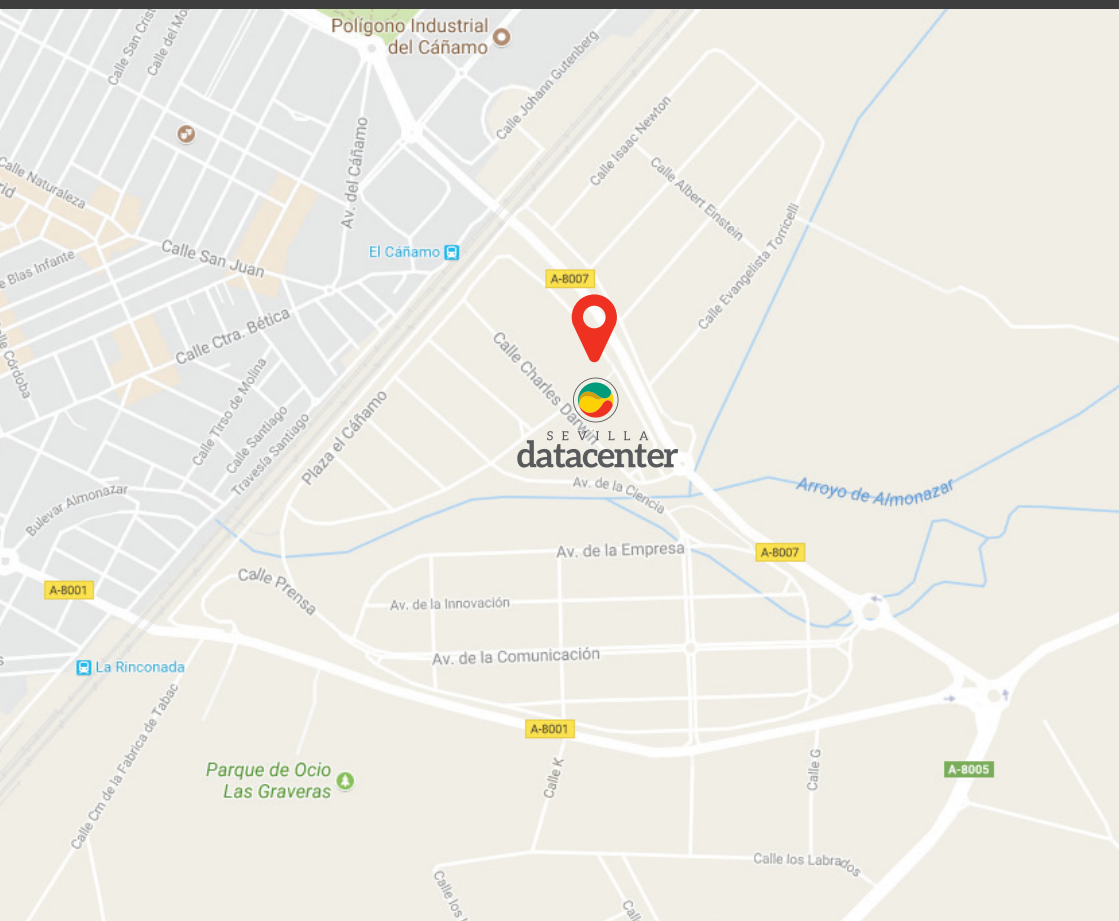 Polígono Industrial
del Cáñamo
Calle San Cris
Calle del Mo
Calle Johann Gutenberg
Calle Isaac Newton
Av. del Cáñamo
Calle Naturaleza
rid
Calle Albert Einstein
Calle Evangelista Torricelli
Calle San Juan
El Cáñamo
e Blas Infante
A-8007
Calle Ctra. Bética
lle Córdoba
Calle Charles Darwin
Calle Tirso de Molina
Calle Santiago
Travesía Santiago
Plaza el Cáñamo
SEVILLA
datacenter
Av. de la Ciencia
Arroyo de Almonazar
Bulevar Almonazar
Av. de la Empresa
A-8007
A-8001
Calle Prensa
Av. de la Innovación
Av. de la Comunicación
La Rinconada
Calle Crn de la Fabrica de Tabac
A-8001
Parque de Ocio
Las Graveras
Calle K
Calle G
A-8005
Calle los Labrados
Calle los
Call